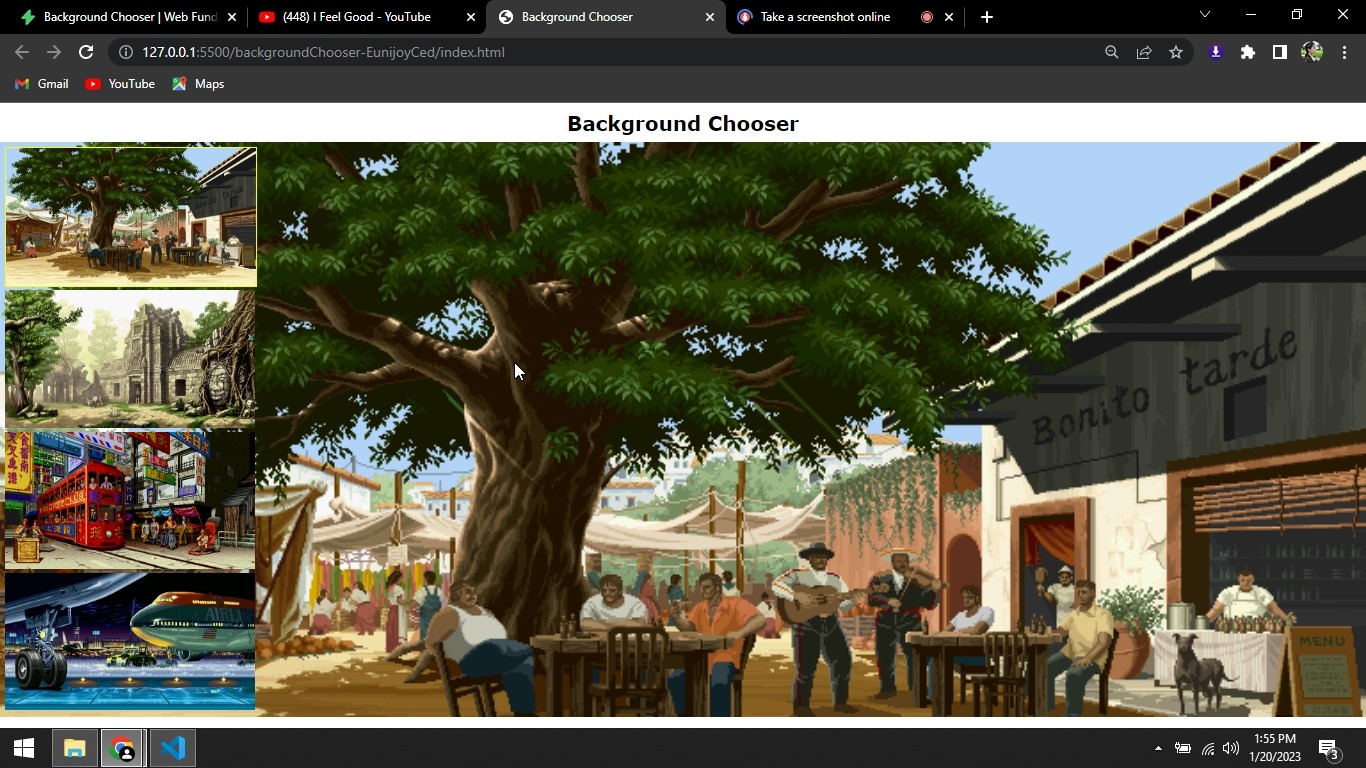 Background Chooser | Web Fund
(448) I Feel Good - YouTube
Background Chooser
Take a screenshot online
127.0.0.1:5500/backgroundChooser-EunijoyCed/index.html
Gmail
YouTube
Maps
Background Chooser
Bonito tarde
MENU
1:55 PM
1/20/2023
3